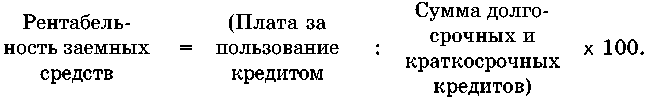 Рентабель-
ность заемных
средств
=
(Плата за
пользование
кредитом
:
Сумма долго-
срочных и
краткосрочных
кредитов)
х 100.